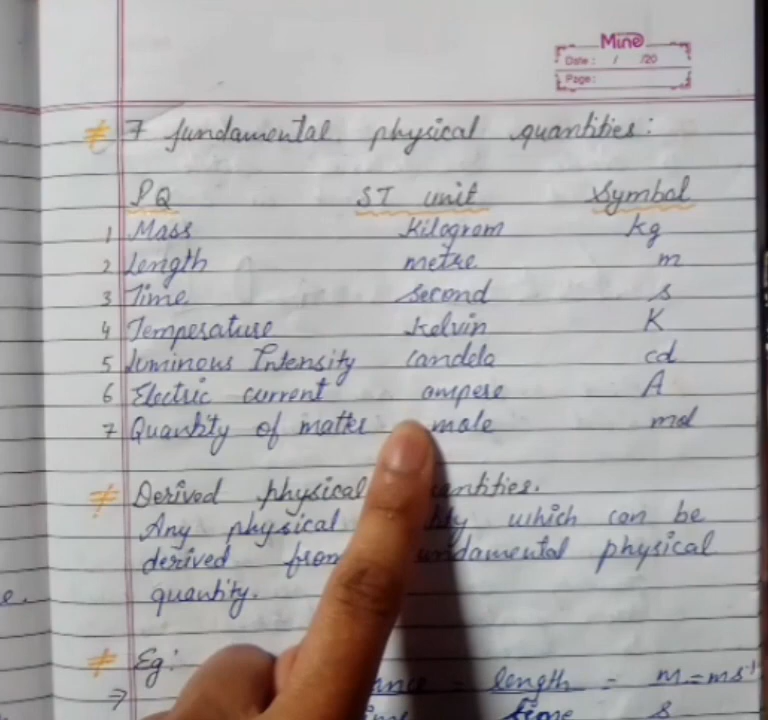 Mine
Date : / /20
Page:
7 fundamental physical quantities:
PQ SI unit Symbol
1 Mass kilogram kg
2 Length metre m
3 Time second s
4 Temperature kelvin K
5 Luminous Intensity candela cd
6 Electric current ampere A
7 Quantity of matter mole mol
Derived physical
Any physical which can be
derived from physical
quantity.
e.
Eg:
⇒ = length = m = ms⁻¹
time s